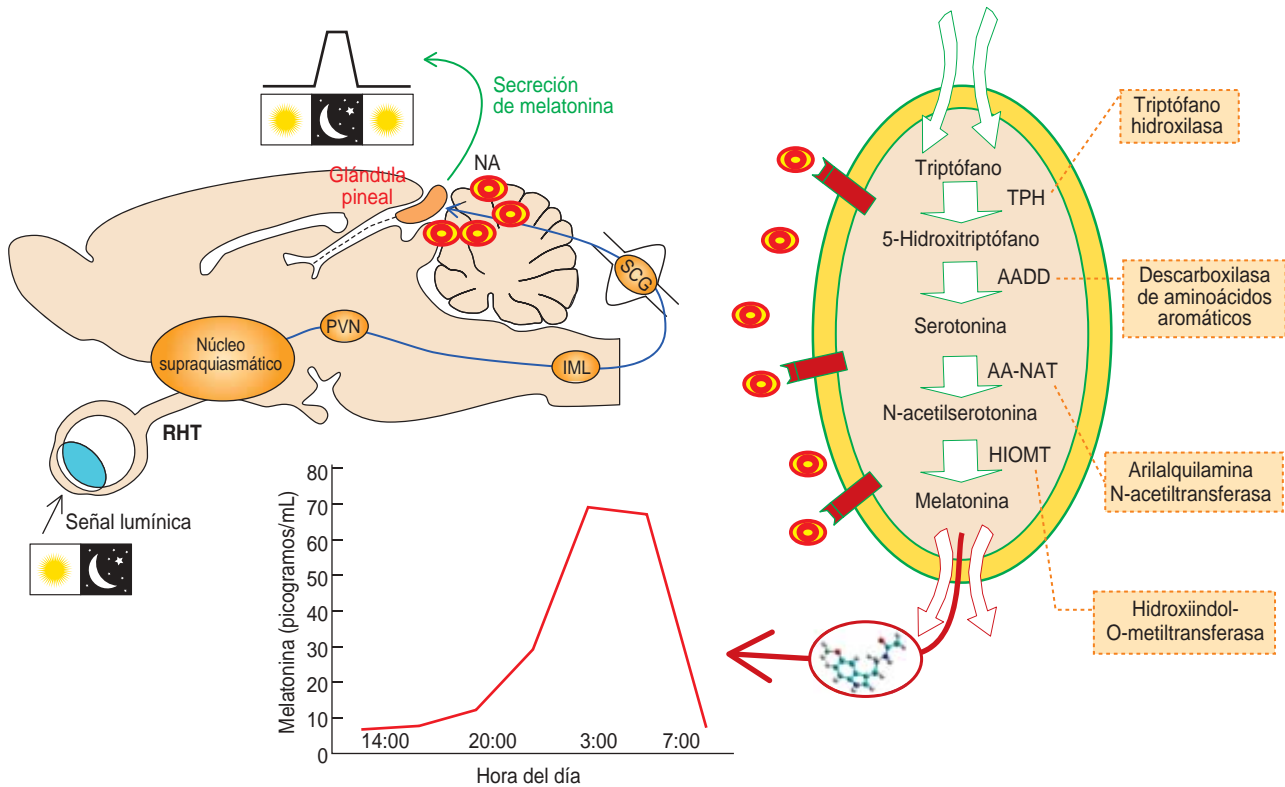 Secreción
de melatonina
Glándula
pineal
NA
SCG
PVN
Núcleo
supraquiasmático
IML
RHT
Señal lumínica
Triptófano
TPH
5-Hidroxitriptófano
AADD
Serotonina
AA-NAT
N-acetilserotonina
HIOMT
Melatonina
Triptófano
hidroxilasa
Descarboxilasa
de aminoácidos
aromáticos
Arilalquilamina
N-acetiltransferasa
Hidroxiindol-
O-metiltransferasa
Melatonina (picogramos/mL)
80
70
60
50
40
30
20
10
0
14:00 20:00 3:00 7:00
Hora del día